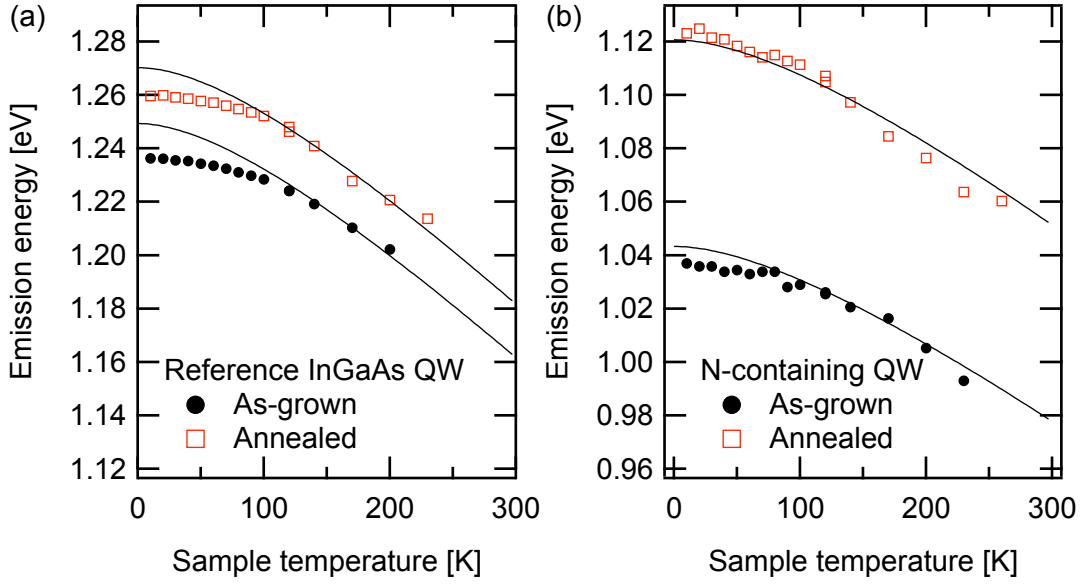 (a)
1.28
1.26
1.24
1.22
1.20
1.18
1.16
1.14
1.12
Emission energy [eV]
Reference InGaAs QW
As-grown
Annealed
0
100
200
300
Sample temperature [K]
(b)
1.12
1.10
1.08
1.06
1.04
1.02
1.00
0.98
0.96
Emission energy [eV]
N-containing QW
As-grown
Annealed
0
100
200
300
Sample temperature [K]